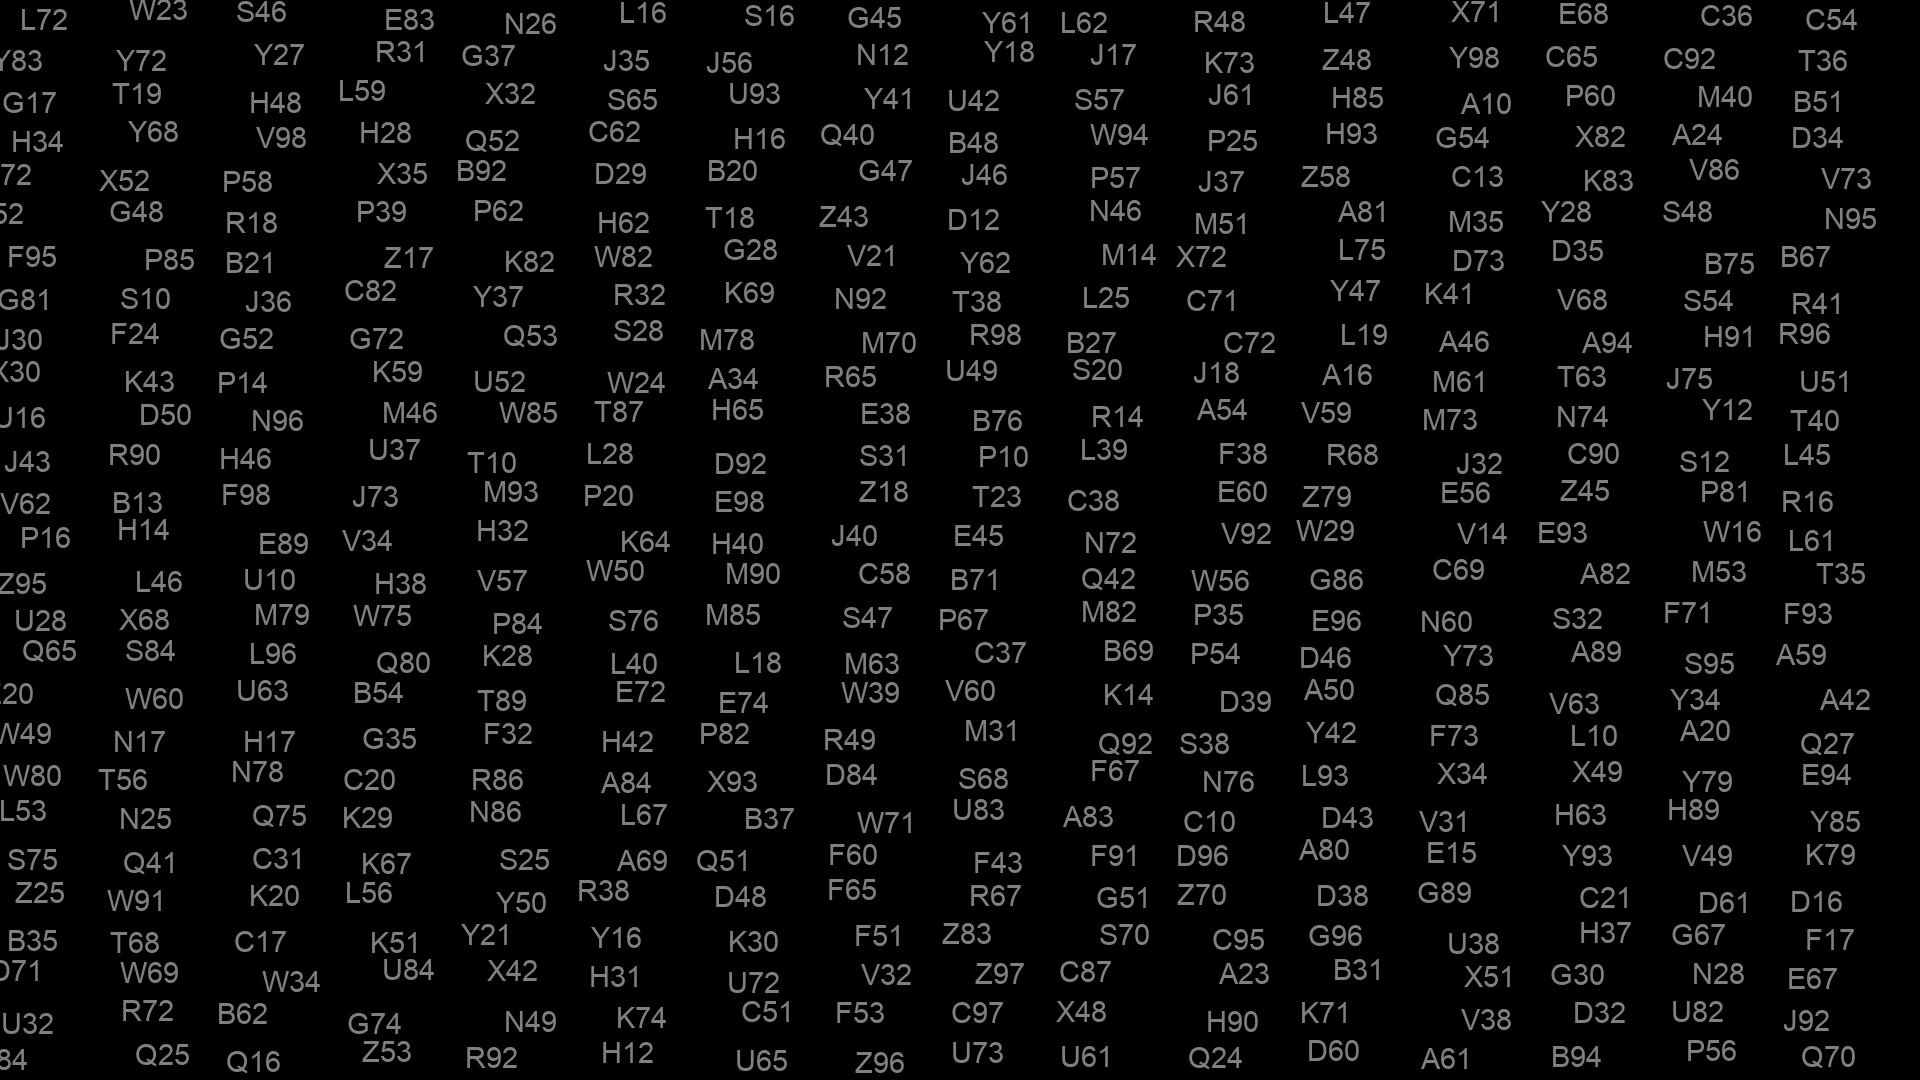 L72 W23 S46 E83 N26 L16 S16 G45 Y61 L62 R48 L47 X71 E68 C36 C54
Y83 Y72 Y27 R31 G37 J35 J56 N12 Y18 J17 K73 Z48 Y98 C65 C92 T36
G17 T19 H48 L59 X32 S65 U93 Y41 U42 S57 J61 H85 A10 P60 M40 B51
H34 Y68 V98 H28 Q52 C62 H16 Q40 B48 W94 P25 H93 G54 X82 A24 D34
72 X52 P58 X35 B92 D29 B20 G47 J46 P57 J37 Z58 C13 K83 V86 V73
52 G48 R18 P39 P62 H62 T18 Z43 D12 N46 M51 A81 M35 Y28 S48 N95
F95 P85 B21 Z17 K82 W82 G28 V21 Y62 M14 X72 L75 D73 D35 B75 B67
G81 S10 J36 C82 Y37 R32 K69 N92 T38 L25 C71 Y47 K41 V68 S54 R41
J30 F24 G52 G72 Q53 S28 M78 M70 R98 B27 C72 L19 A46 A94 H91 R96
X30 K43 P14 K59 U52 W24 A34 R65 U49 S20 J18 A16 M61 T63 J75 U51
U16 D50 N96 M46 W85 T87 H65 E38 B76 R14 A54 V59 M73 N74 Y12 T40
J43 R90 H46 U37 T10 L28 D92 S31 P10 L39 F38 R68 J32 C90 S12 L45
V62 B13 F98 J73 M93 P20 E98 Z18 T23 C38 E60 Z79 E56 Z45 P81 R16
P16 H14 E89 V34 H32 K64 H40 J40 E45 N72 V92 W29 V14 E93 W16 L61
Z95 L46 U10 H38 V57 W50 M90 C58 B71 Q42 W56 G86 C69 A82 M53 T35
U28 X68 M79 W75 P84 S76 M85 S47 P67 M82 P35 E96 N60 S32 F71 F93
Q65 S84 L96 Q80 K28 L40 L18 M63 C37 B69 P54 D46 Y73 A89 S95 A59
20 W60 U63 B54 T89 E72 E74 W39 V60 K14 D39 A50 Q85 V63 Y34 A42
W49 N17 H17 G35 F32 H42 P82 R49 M31 Q92 S38 Y42 F73 L10 A20 Q27
W80 T56 N78 C20 R86 A84 X93 D84 S68 F67 N76 L93 X34 X49 Y79 E94
L53 N25 Q75 K29 N86 L67 B37 W71 U83 A83 C10 D43 V31 H63 H89 Y85
S75 Q41 C31 K67 S25 A69 Q51 F60 F43 F91 D96 A80 E15 Y93 V49 K79
Z25 W91 K20 L56 Y50 R38 D48 F65 R67 G51 Z70 D38 G89 C21 D61 D16
B35 T68 C17 K51 Y21 Y16 K30 F51 Z83 S70 C95 G96 U38 H37 G67 F17
D71 W69 W34 U84 X42 H31 U72 V32 Z97 C87 A23 B31 X51 G30 N28 E67
U32 R72 B62 G74 N49 K74 C51 F53 C97 X48 H90 K71 V38 D32 U82 J92
84 Q25 Q16 Z53 R92 H12 U65 Z96 U73 U61 Q24 D60 A61 B94 P56 Q70